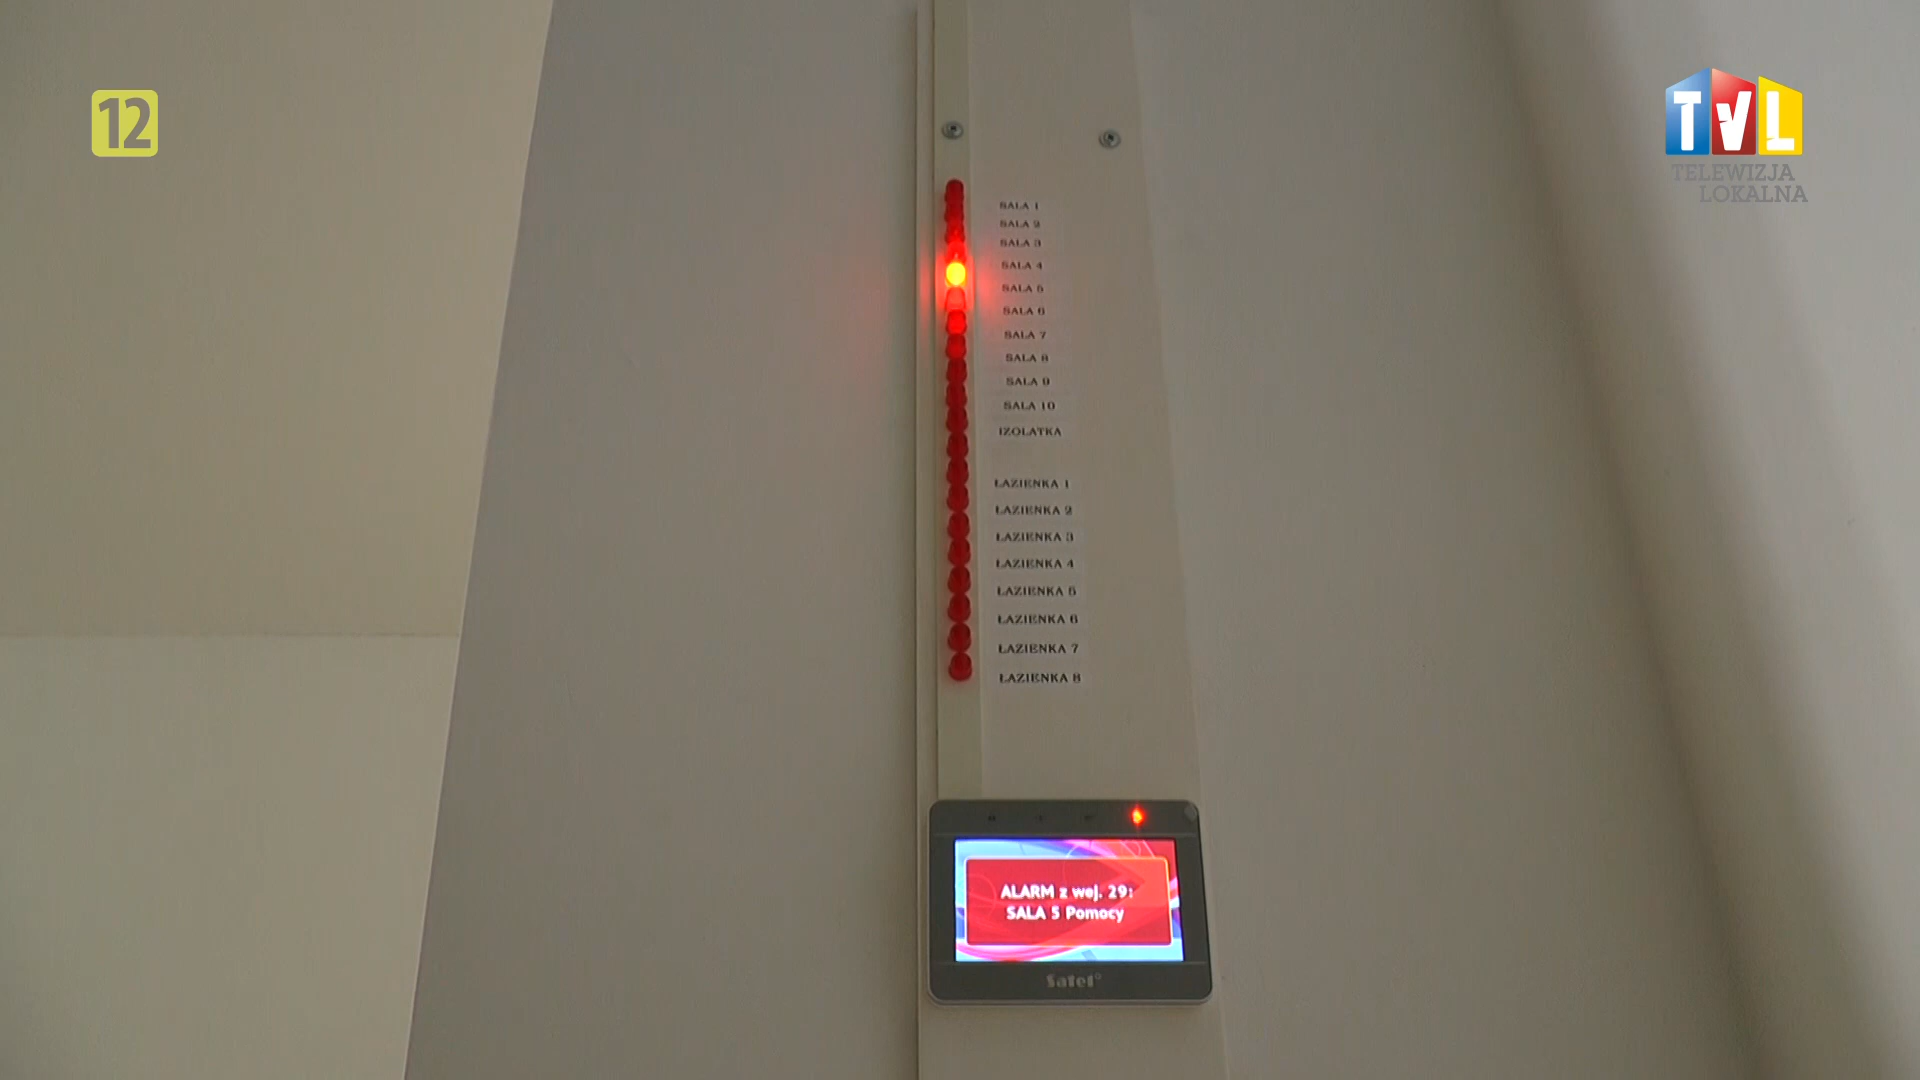 12
TVL
TELEWIZJA
LOKALNA
SALA 1
SALA 2
SALA 3
SALA 4
SALA 5
SALA 6
SALA 7
SALA 8
SALA 9
SALA 10
IZOLATKA
ŁAZIENKA 1
ŁAZIENKA 2
ŁAZIENKA 3
ŁAZIENKA 4
ŁAZIENKA 5
ŁAZIENKA 6
ŁAZIENKA 7
ŁAZIENKA 8
ALARM z wej. 29:
SALA 5 Pomocy
Satel